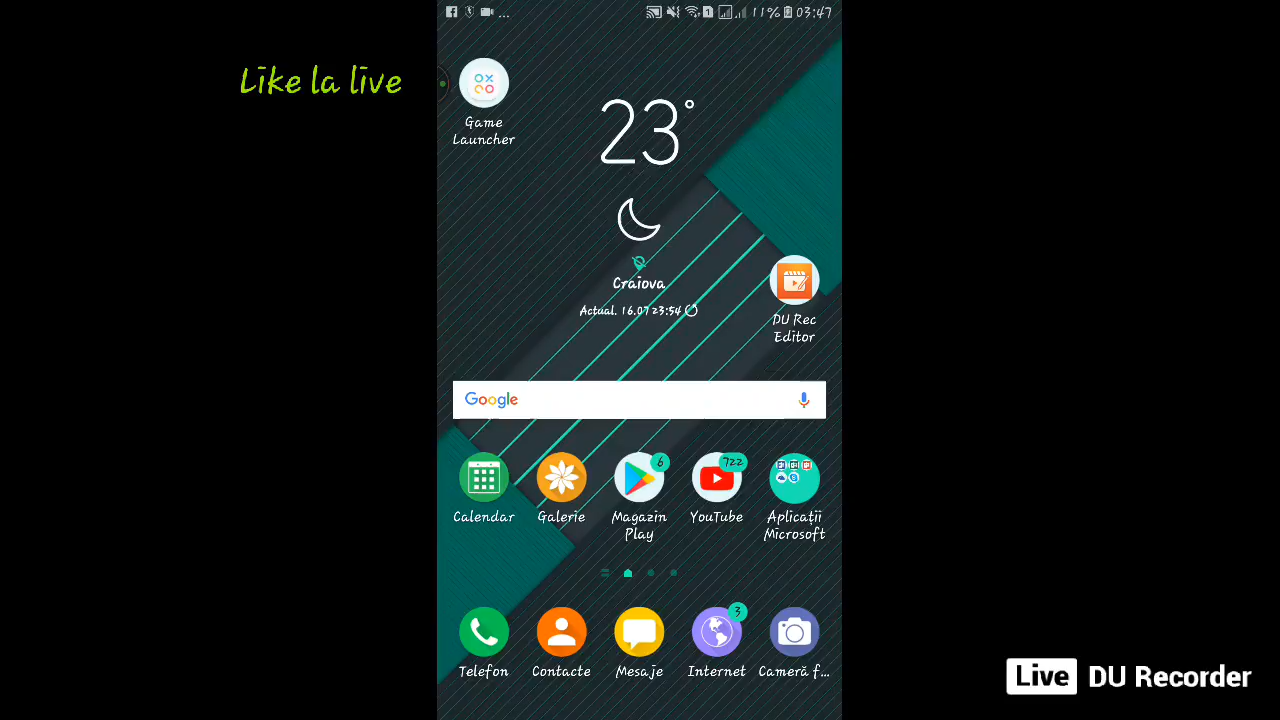 ... 1 11% 03:47
Like la live
Game
Launcher
23°
Craiova
Actual. 16.07 23:54
DU Rec
Editor
Google
6
722
Calendar
Galerie
Magazin
Play
YouTube
Aplicații
Microsoft
3
Telefon
Contacte
Mesaje
Internet
Cameră f...
Live DU Recorder